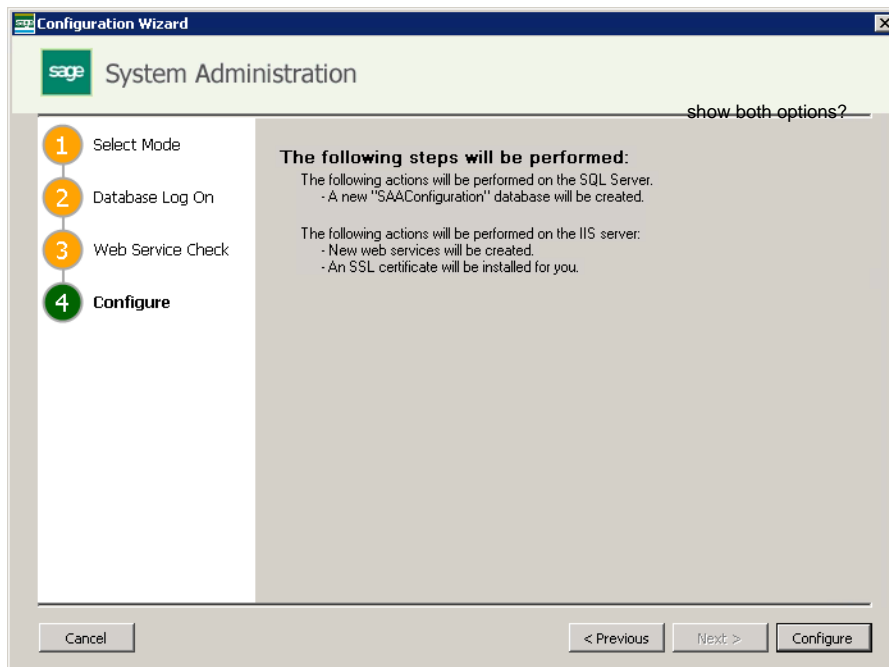 Configuration Wizard
sage
System Administration
show both options?
1 Select Mode
2 Database Log On
3 Web Service Check
4 Configure
The following steps will be performed:
The following actions will be performed on the SQL Server.
- A new "SAAConfiguration" database will be created.
The following actions will be performed on the IIS server:
- New web services will be created.
- An SSL certificate will be installed for you.
Cancel
< Previous
Next >
Configure